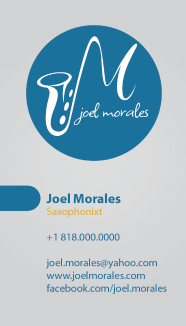 M
joel morales
Joel Morales
Saxophonixt
+1 818.000.0000
joel.morales@yahoo.com
www.joelmorales.com
facebook.com/joel.morales